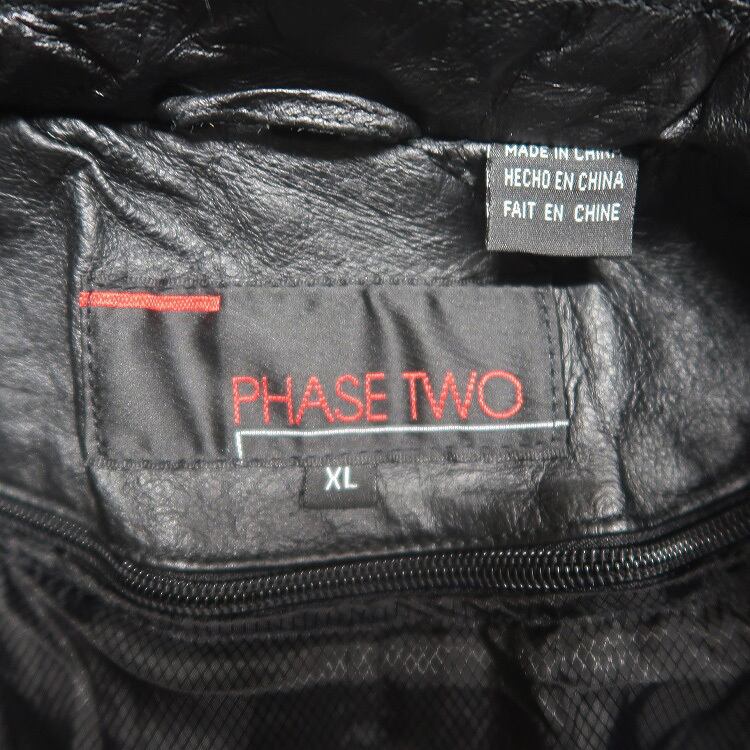 MADE IN CHINA
HECHO EN CHINA
FAIT EN CHINE
PHASE TWO
XL